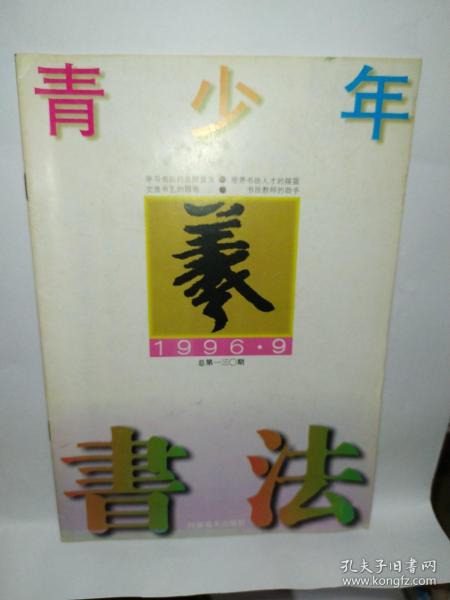 青少年
学习书法的良师益友 ● 培养书法人才的摇篮
交流书艺的园地 ● 书法教师的助手
羲
1996·9
总第一三〇期
書法
河南美术出版社
孔夫子旧书网
www.kongfz.com